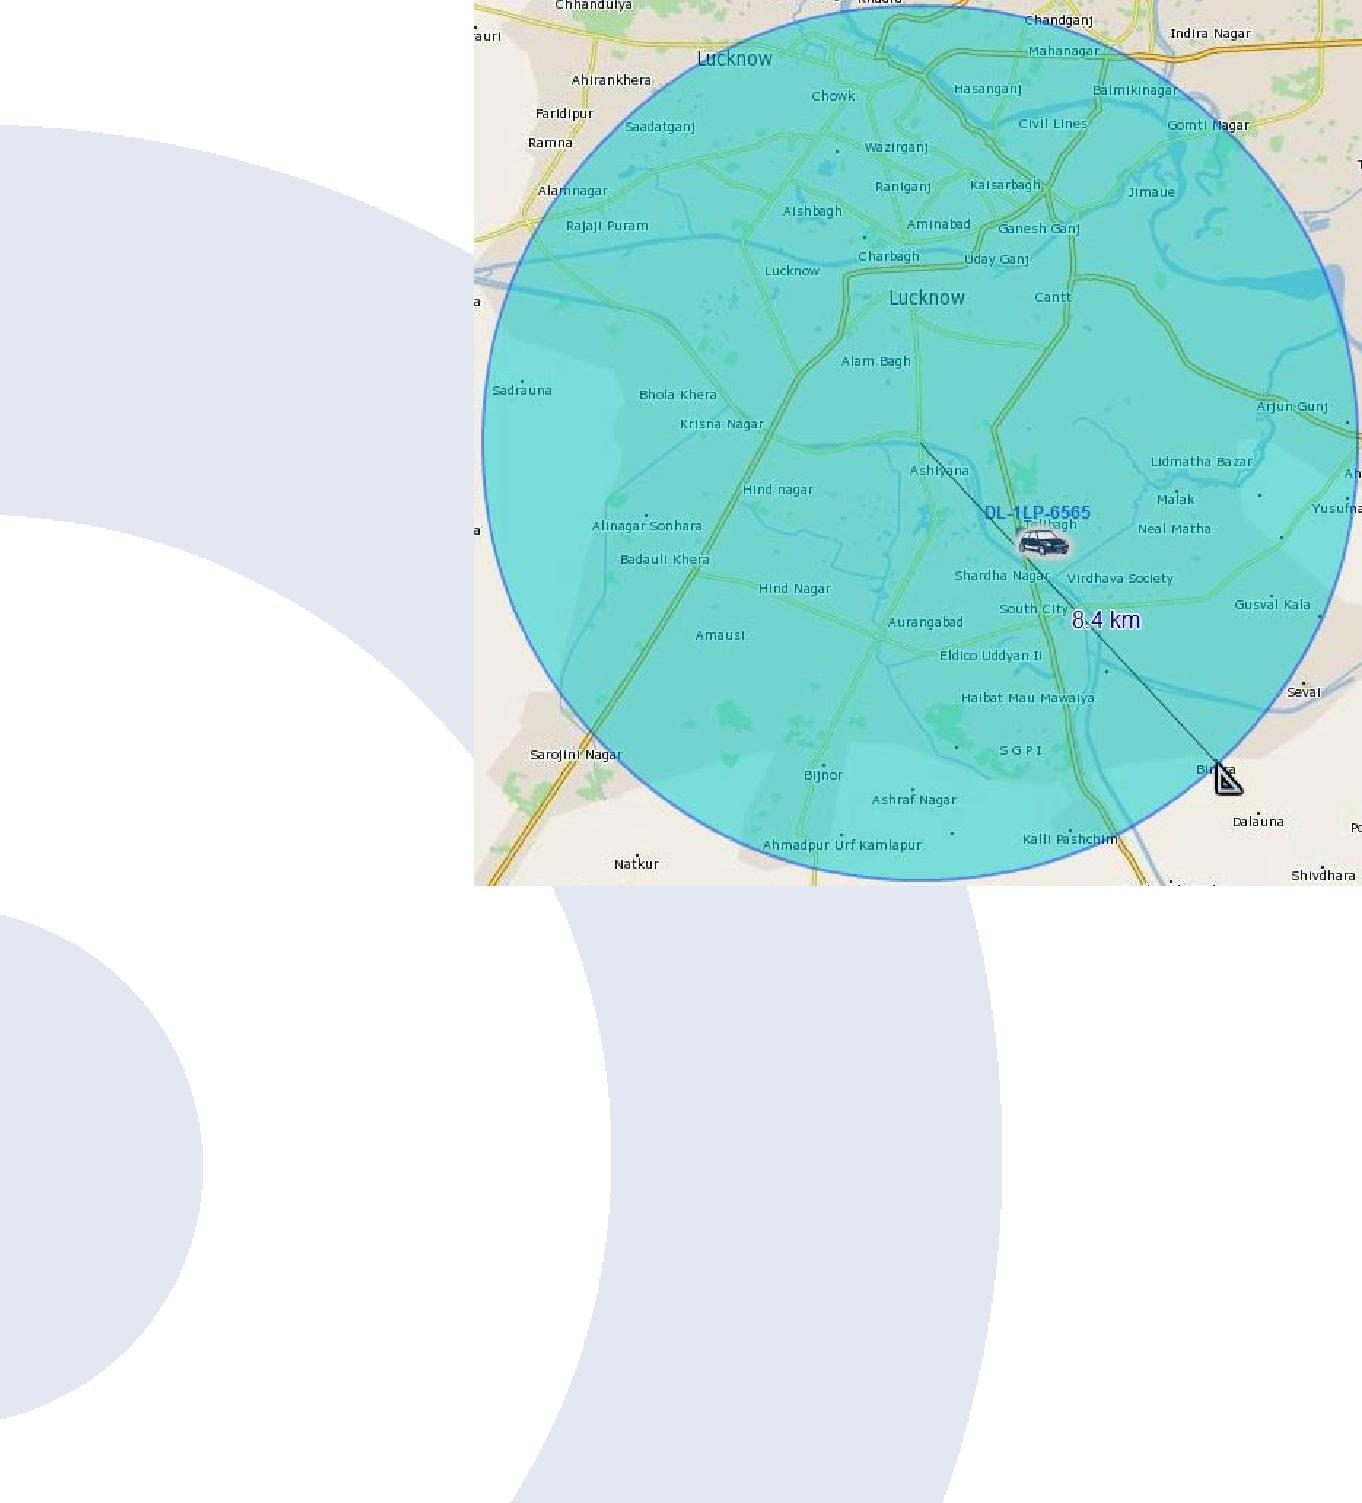 Chhanduiya
Chandganj
auri
Indira Nagar
Mahanagar
Lucknow
Ahirankhera
Hasanganj
Balmikinagar
Chowk
Faridipur
Saadatganj
Civil Lines
Gomti Nagar
Ramna
Wazirganj
Alamnagar
Raniganj
Kaisarbagh
Jimaue
Aishbagh
Rajaji Puram
Aminabad
Ganesh Ganj
Charbagh
Uday Ganj
Lucknow
Lucknow
Cantt
Alam Bagh
Sadrauna
Bhola Khera
Arjun Gunj
Krisna Nagar
Lidmatha Bazar
Ashiyana
Hind nagar
Malak
DL-1LP-6565
Alinagar Sonhara
Telibagh
Neal Matha
Badauli Khera
Shardha Nagar
Virdhava Society
Hind Nagar
South City
Gusval Kala
8.4 km
Aurangabad
Amausi
Eldico Uddyan Ii
Haibat Mau Mawaiya
Sevai
S G P I
Sarojini Nagar
Bijnor
Ashraf Nagar
Dalauna
Kalli Pashchim
Ahmadpur Urf Kamlapur
Natkur
Shivdhara